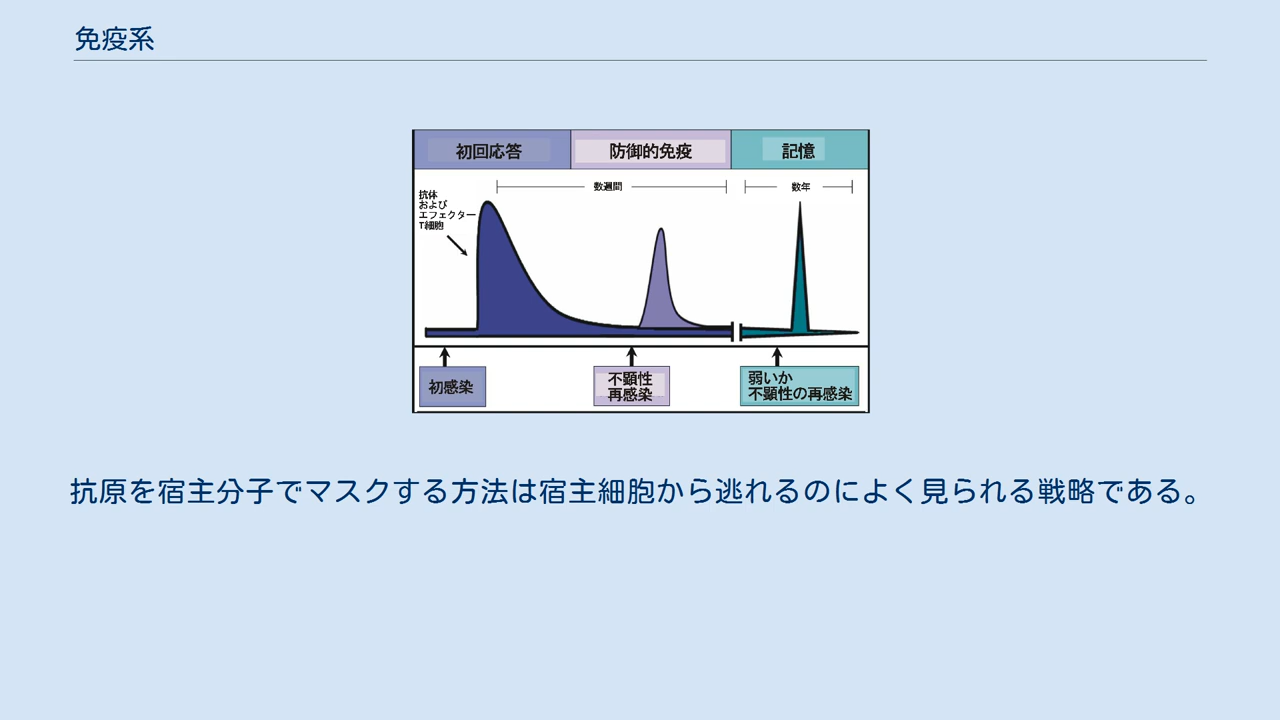 免疫系
初回応答
防御的免疫
記憶
数週間
数年
抗体
および
エフェクター
T細胞
初感染
不顕性
再感染
弱いか
不顕性の再感染
抗原を宿主分子でマスクする方法は宿主細胞から逃れるのによく見られる戦略である。